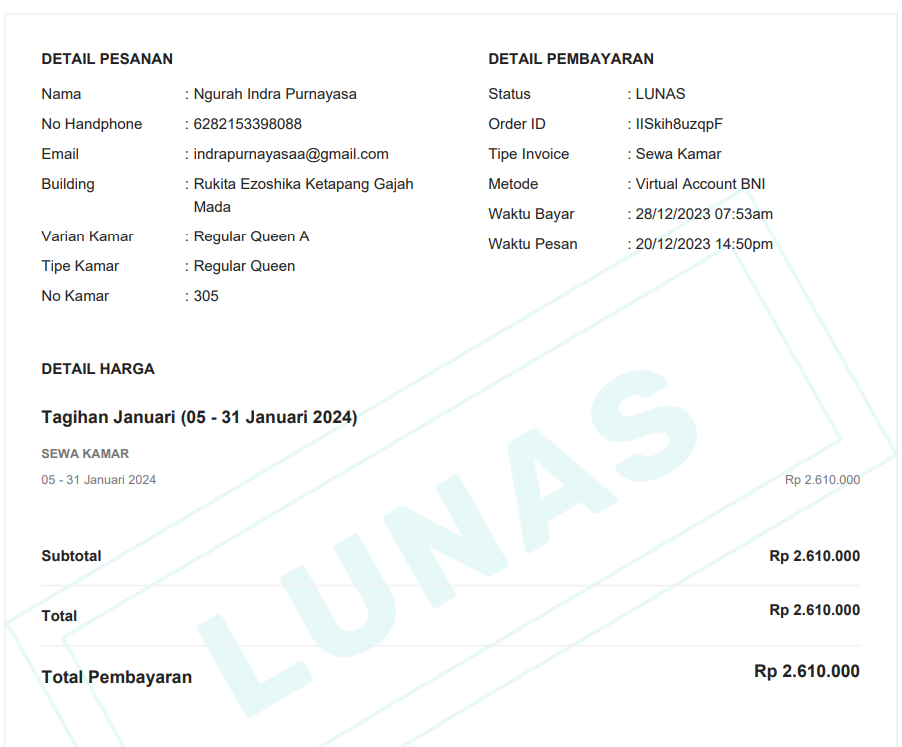 DETAIL PESANAN
Nama : Ngurah Indra Purnayasa
No Handphone : 6282153398088
Email : indrapurnayasaa@gmail.com
Building : Rukita Ezoshika Ketapang Gajah
Mada
Varian Kamar : Regular Queen A
Tipe Kamar : Regular Queen
No Kamar : 305
DETAIL PEMBAYARAN
Status : LUNAS
Order ID : IISkih8uzqpF
Tipe Invoice : Sewa Kamar
Metode : Virtual Account BNI
Waktu Bayar : 28/12/2023 07:53am
Waktu Pesan : 20/12/2023 14:50pm
DETAIL HARGA
Tagihan Januari (05 - 31 Januari 2024)
SEWA KAMAR
05 - 31 Januari 2024 Rp 2.610.000
Subtotal Rp 2.610.000
Total Rp 2.610.000
Total Pembayaran Rp 2.610.000
LUNAS